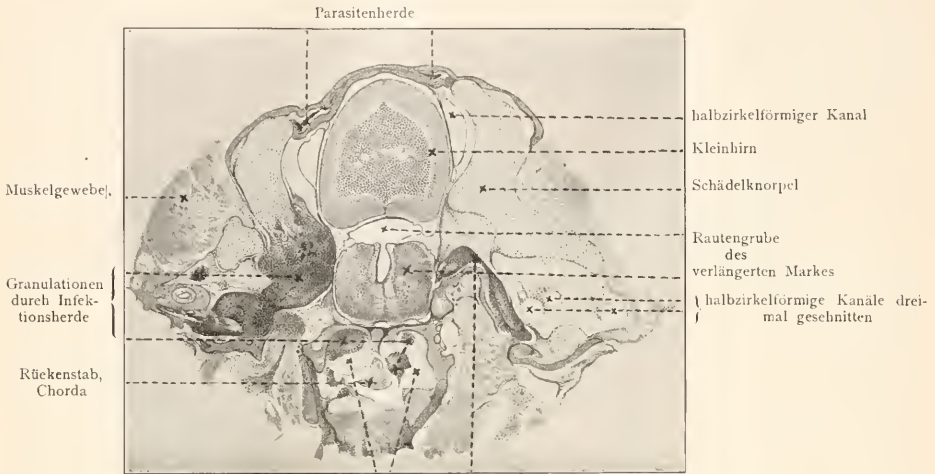 Parasitenherde
Muskelgewebe,
Granulationen
durch Infek-
tionsherde
Rückenstab,
Chorda
halbzirkelförmiger Kanal
Kleinhirn
Schädelknorpel
Rautengrube
des
verlängerten Markes
halbzirkelförmige Kanäle drei-
mal geschnitten